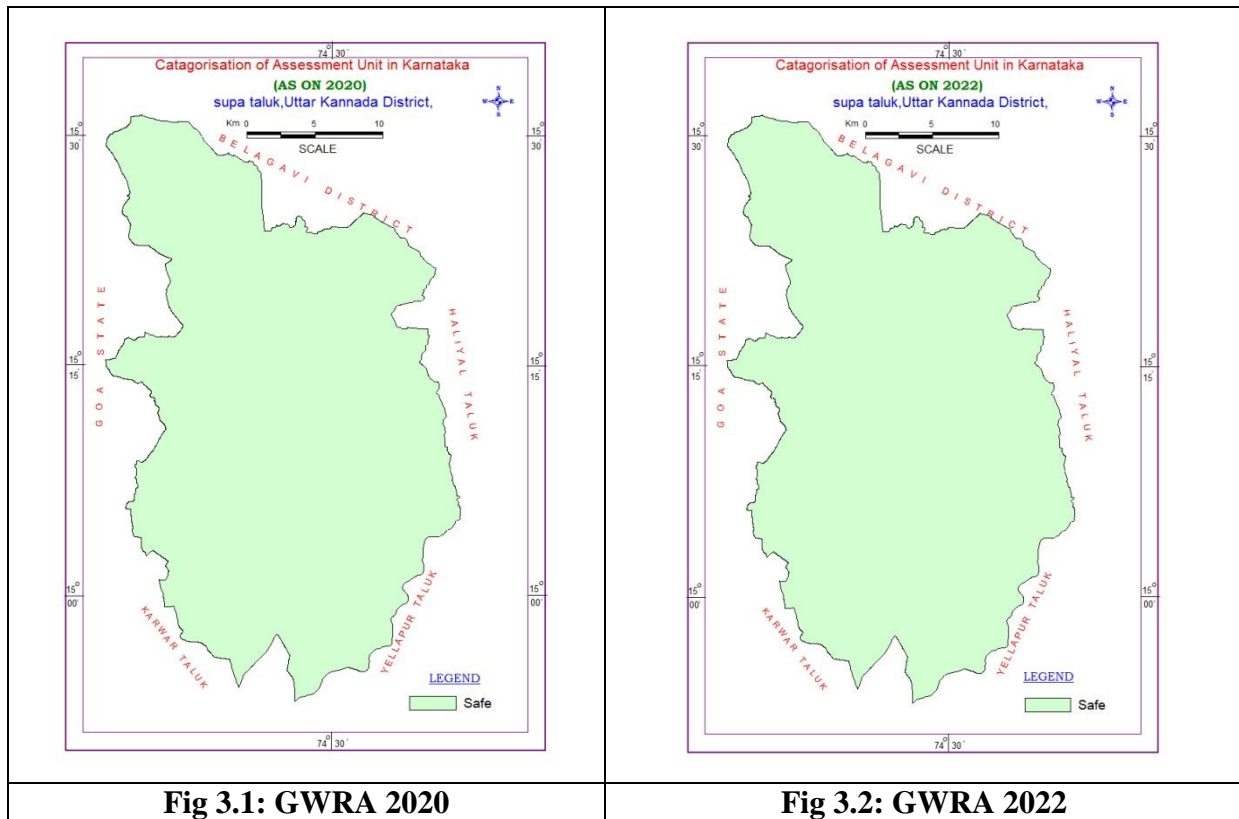 74° 30'
Catagorisation of Assessment Unit in Karnataka
(AS ON 2020)
supa taluk,Uttar Kannada District,
N
W E
S
Km 0 5 10
SCALE
15° 30'
15° 30'
BELAGAVI DISTRICT
GOA STATE
HALIYAL TALUK
15° 15'
15° 15'
15° 00'
15° 00'
KARWAR TALUK
YELLAPUR TALUK
LEGEND
Safe
74° 30'
Fig 3.1: GWRA 2020
74° 30'
Catagorisation of Assessment Unit in Karnataka
(AS ON 2022)
supa taluk,Uttar Kannada District,
N
W E
S
Km 0 5 10
SCALE
15° 30'
15° 30'
BELAGAVI DISTRICT
GOA STATE
HALIYAL TALUK
15° 15'
15° 15'
15° 00'
15° 00'
KARWAR TALUK
YELLAPUR TALUK
LEGEND
Safe
74° 30'
Fig 3.2: GWRA 2022